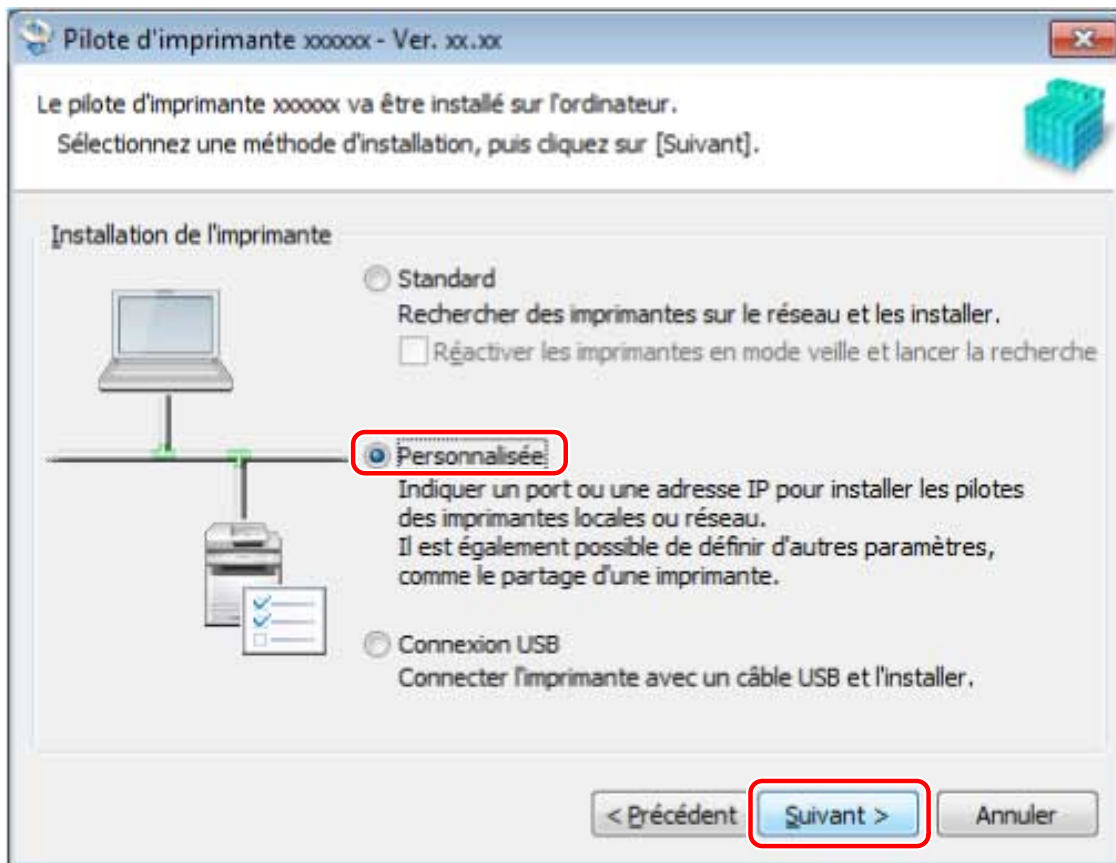 Pilote d'imprimante xxxxxx - Ver. xx.xx
Le pilote d'imprimante xxxxxx va être installé sur l'ordinateur.
Sélectionnez une méthode d'installation, puis cliquez sur [Suivant].
Installation de l'imprimante
Standard
Rechercher des imprimantes sur le réseau et les installer.
Réactiver les imprimantes en mode veille et lancer la recherche
Personnalisée
Indiquer un port ou une adresse IP pour installer les pilotes
des imprimantes locales ou réseau.
Il est également possible de définir d'autres paramètres,
comme le partage d'une imprimante.
Connexion USB
Connecter l'imprimante avec un câble USB et l'installer.
< Précédent
Suivant >
Annuler